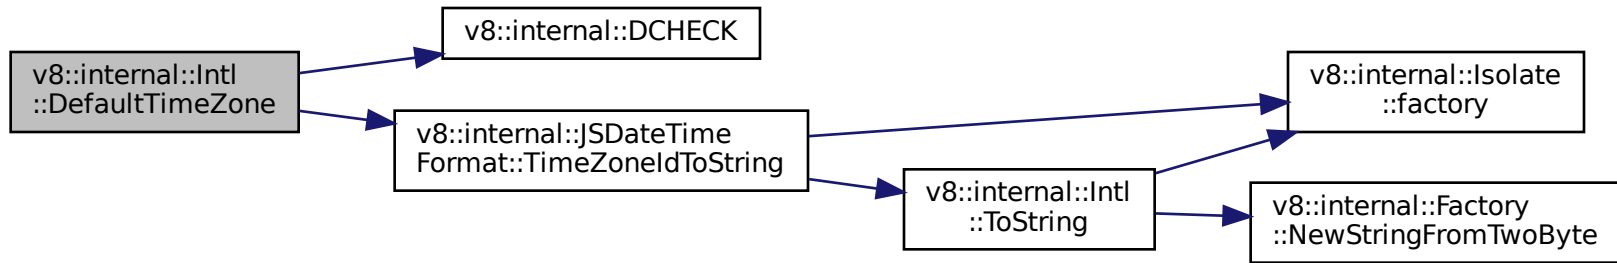 v8::internal::Intl
::DefaultTimeZone
v8::internal::DCHECK
v8::internal::JSDateTime
Format::TimeZoneIdToString
v8::internal::Intl
::ToString
v8::internal::Isolate
::factory
v8::internal::Factory
::NewStringFromTwoByte